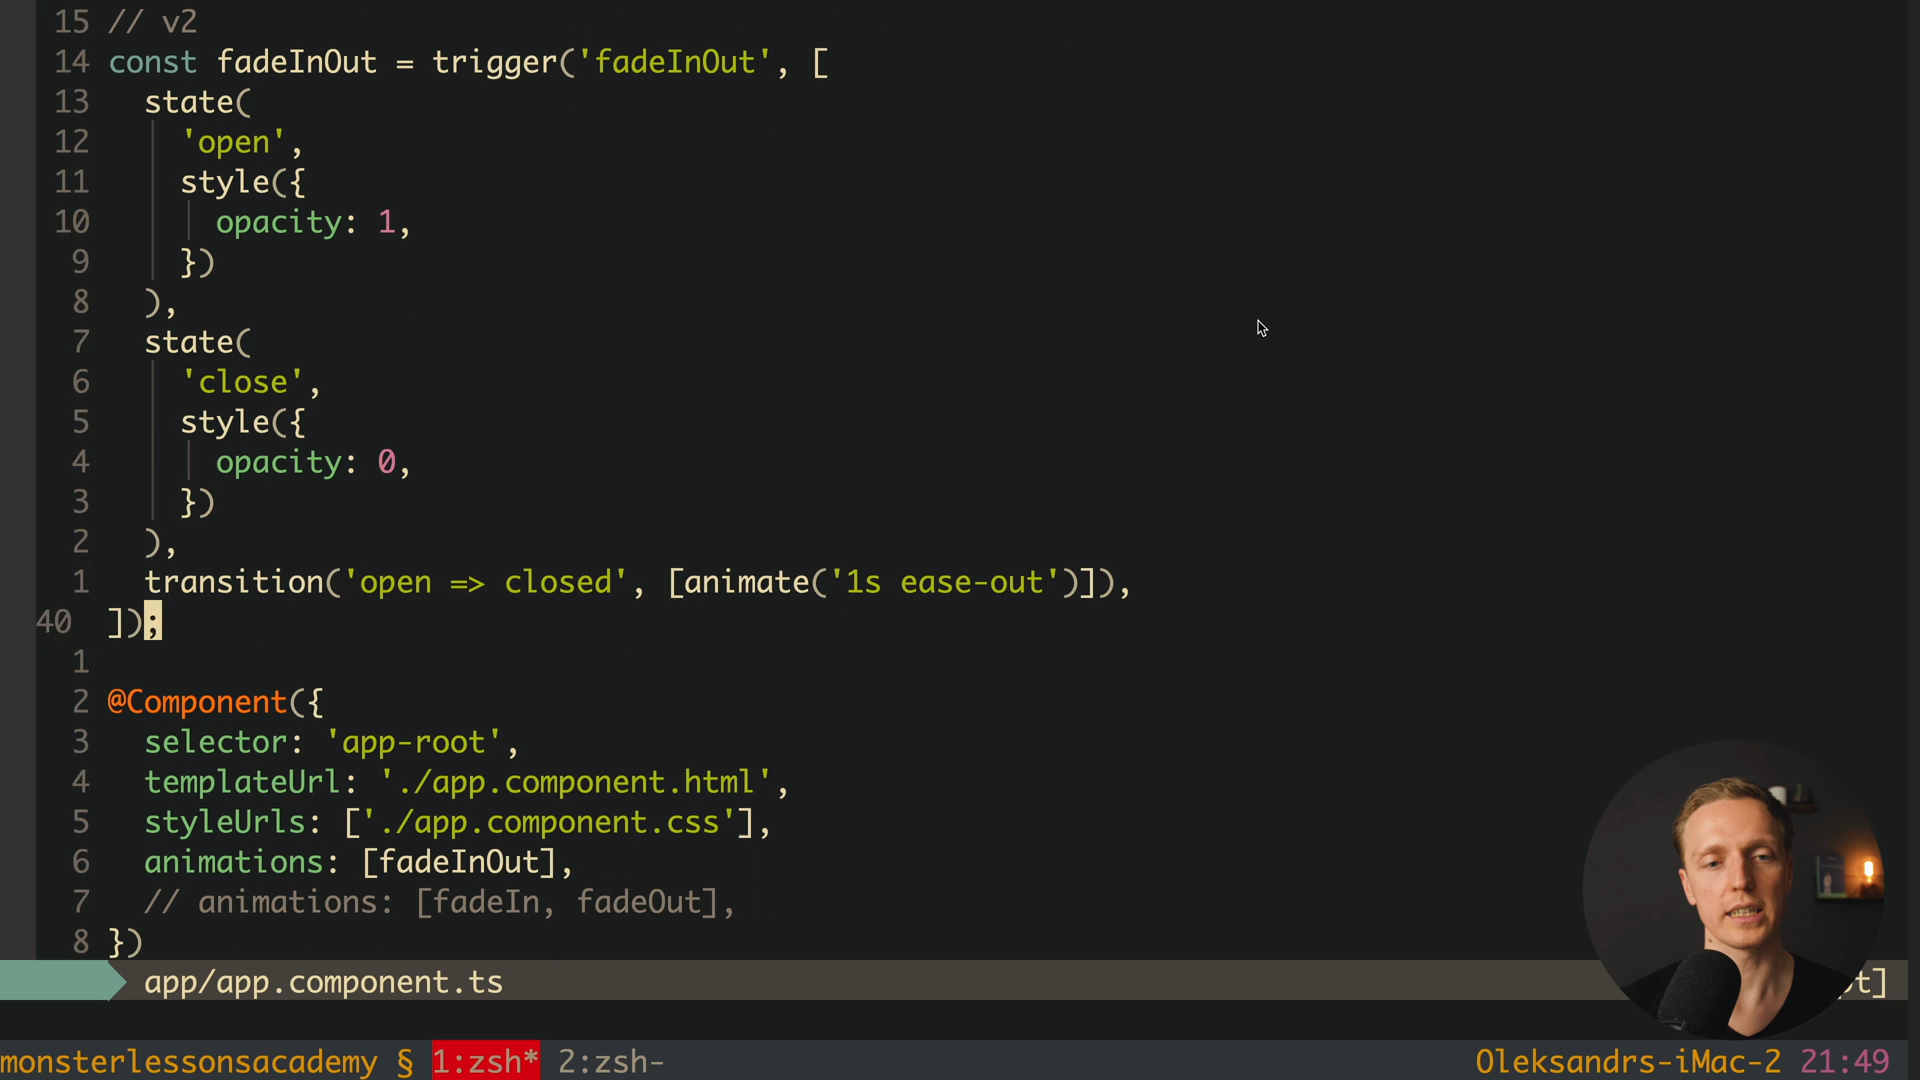 15 // v2
14 const fadeInOut = trigger('fadeInOut', [
13 state(
12 'open',
11 style({
10 opacity: 1,
9 })
8 ),
7 state(
6 'close',
5 style({
4 opacity: 0,
3 })
2 ),
1 transition('open => closed', [animate('1s ease-out')]),
40 ]);
1
2 @Component({
3 selector: 'app-root',
4 templateUrl: './app.component.html',
5 styleUrls: ['./app.component.css'],
6 animations: [fadeInOut],
7 // animations: [fadeIn, fadeOut],
8 })
app/app.component.ts
monsterlessonsacademy § 1:zsh* 2:zsh- Oleksandrs-iMac-2 21:49